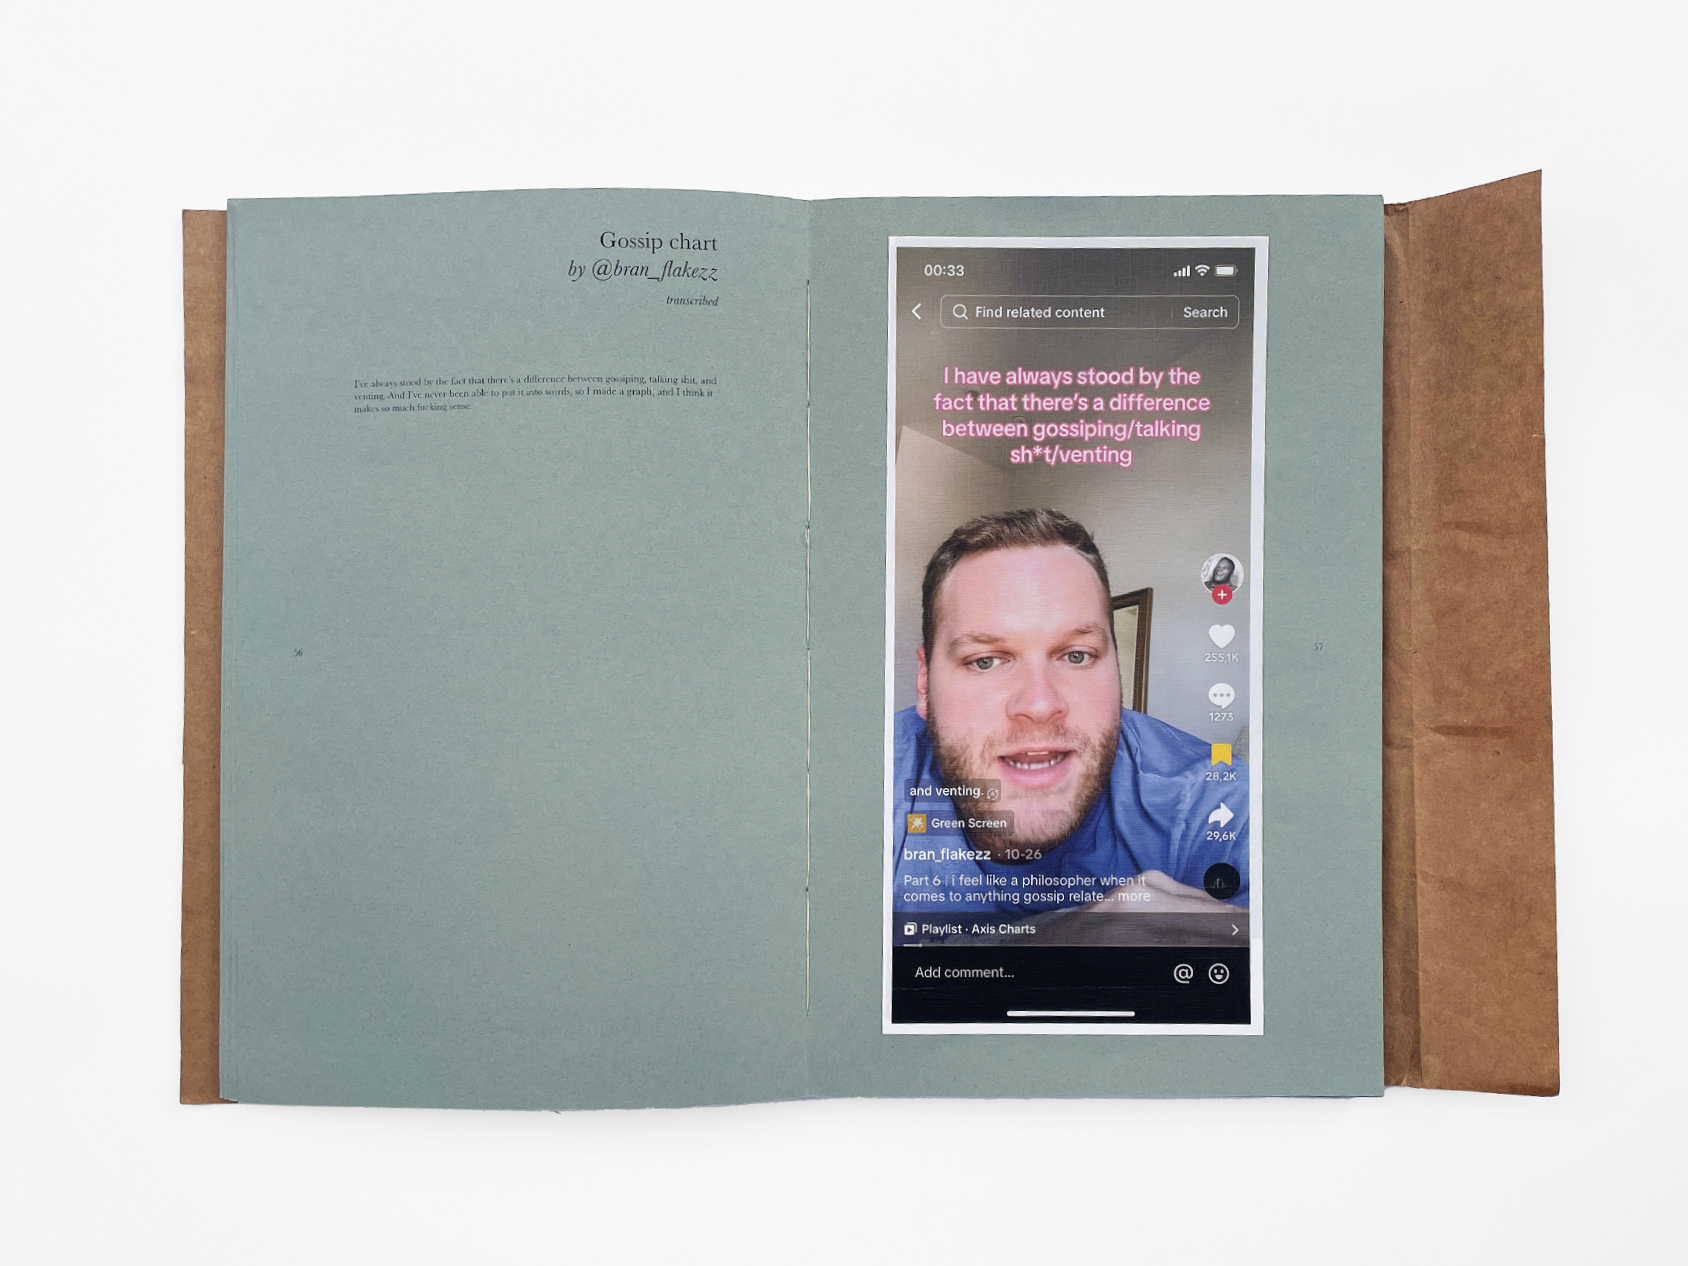 Gossip chart
by @bran_flakezz
transcribed
I've always stood by the fact that there's a difference between gossiping, talking shit, and
venting. And I've never been able to put it into words, so I made a graph, and I think it
makes so much fucking sense.
56
00:33
Find related content
Search
I have always stood by the
fact that there's a difference
between gossiping/talking
sh*t/venting
255,1K
1273
28,2K
29,6K
and venting.
Green Screen
bran_flakezz · 10-26
Part 6 | i feel like a philosopher when it
comes to anything gossip relate... more
Playlist · Axis Charts
Add comment...
57